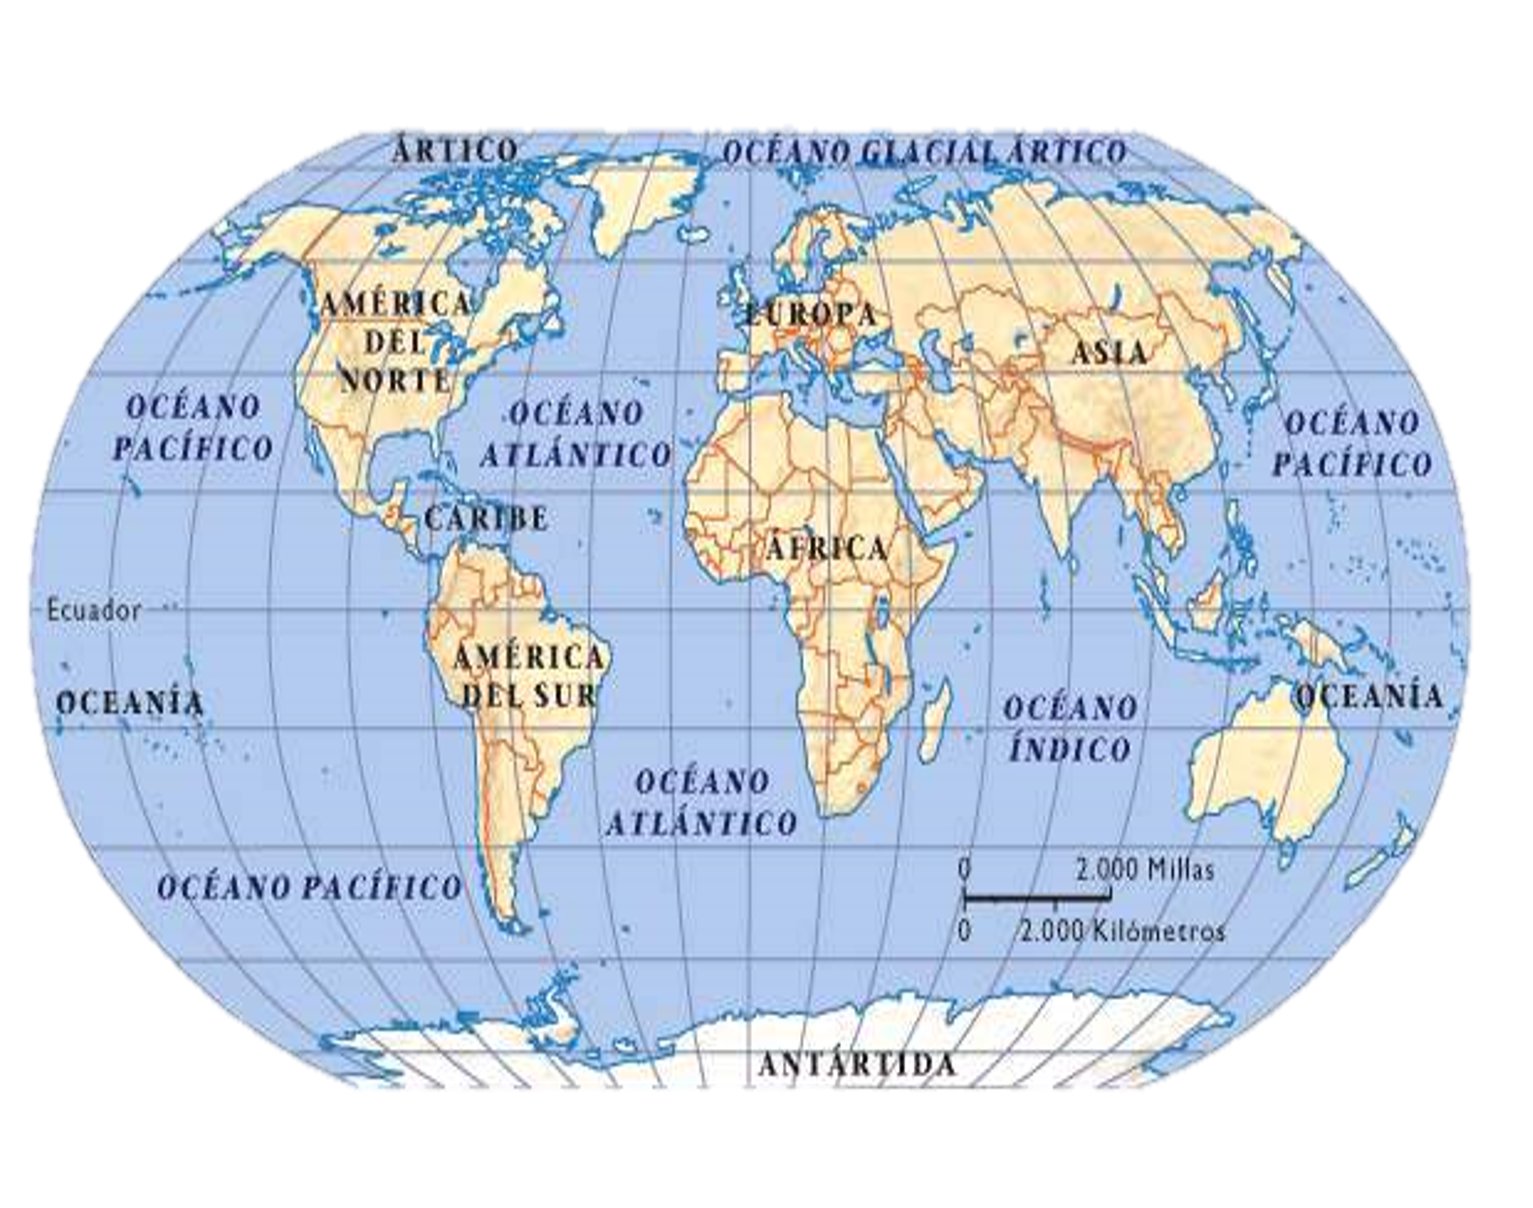 ÁRTICO
OCÉANO GLACIAL ÁRTICO
AMÉRICA
DEL
NORTE
EUROPA
ASIA
OCÉANO
PACÍFICO
OCÉANO
ATLÁNTICO
OCÉANO
PACÍFICO
CARIBE
ÁFRICA
Ecuador
AMÉRICA
DEL SUR
OCEANÍA
OCÉANO
ÍNDICO
OCEANÍA
OCÉANO
ATLÁNTICO
OCÉANO PACÍFICO
0 2.000 Millas
0 2.000 Kilómetros
ANTÁRTIDA